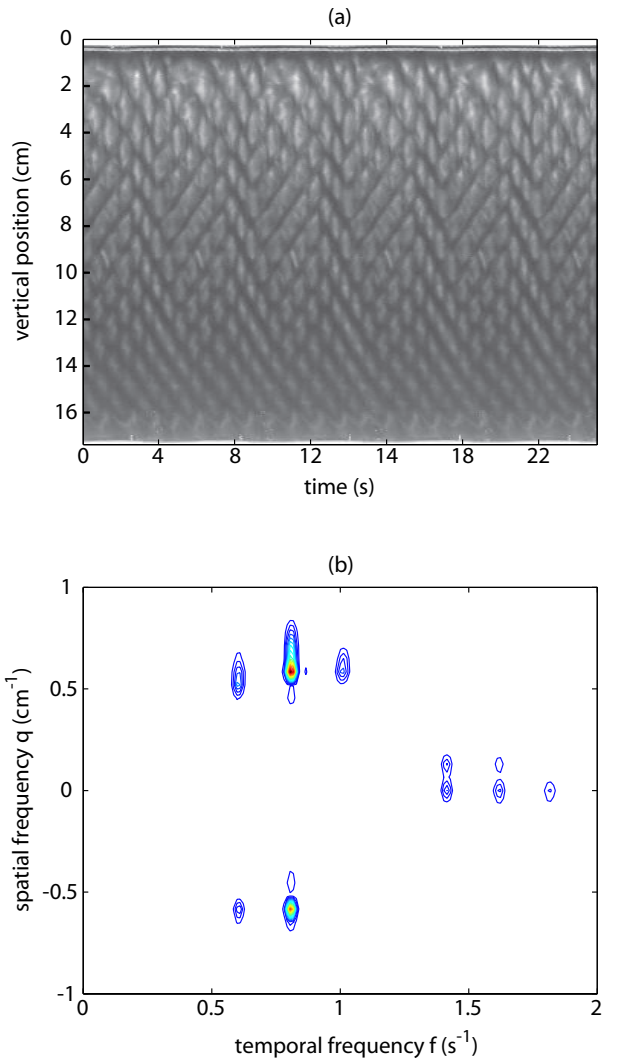 (a)
0
2
4
6
8
10
12
14
16
vertical position (cm)
0 4 8 12 14 18 22
time (s)
(b)
1
0.5
0
-0.5
-1
spatial frequency q (cm⁻¹)
0 0.5 1 1.5 2
temporal frequency f (s⁻¹)